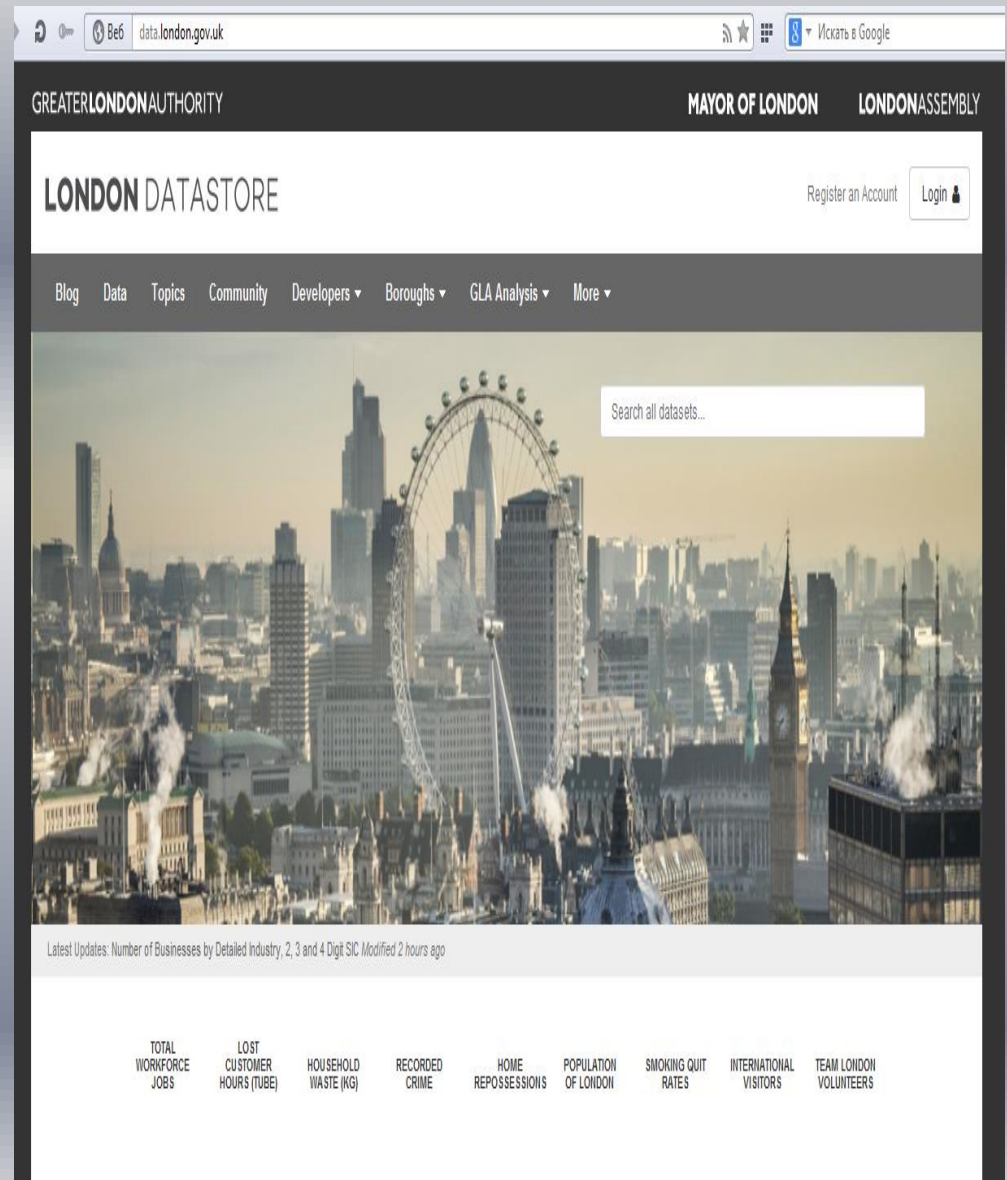 Веб data.london.gov.uk
Искать в Google
GREATERLONDONAUTHORITY
MAYOR OF LONDON
LONDONASSEMBLY
LONDON DATASTORE
Register an Account
Login
Blog Data Topics Community Developers Boroughs GLA Analysis More
Search all datasets...
Latest Updates: Number of Businesses by Detailed Industry, 2, 3 and 4 Digit SIC Modified 2 hours ago
TOTAL
WORKFORCE
JOBS
LOST
CUSTOMER
HOURS (TUBE)
HOUSEHOLD
WASTE (KG)
RECORDED
CRIME
HOME
REPOSSESSIONS
POPULATION
OF LONDON
SMOKING QUIT
RATES
INTERNATIONAL
VISITORS
TEAM LONDON
VOLUNTEERS